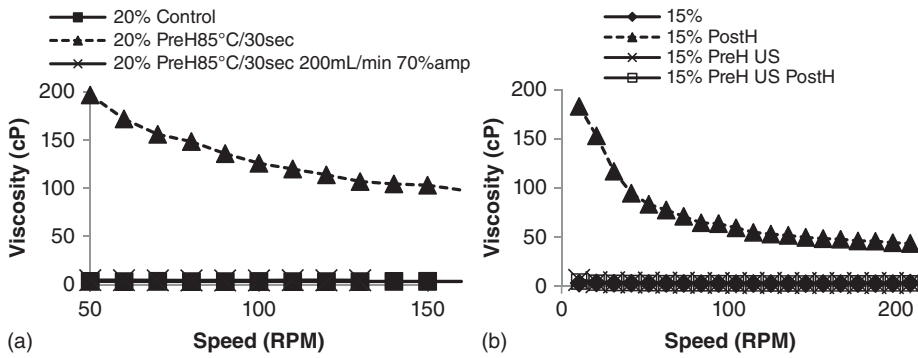 20% Control
20% PreH85°C/30sec
20% PreH85°C/30sec 200mL/min 70%amp
200
150
100
50
0
Viscosity (cP)
50
100
150
(a)
Speed (RPM)
15%
15% PostH
15% PreH US
15% PreH US PostH
200
150
100
50
0
Viscosity (cP)
0
100
200
(b)
Speed (RPM)